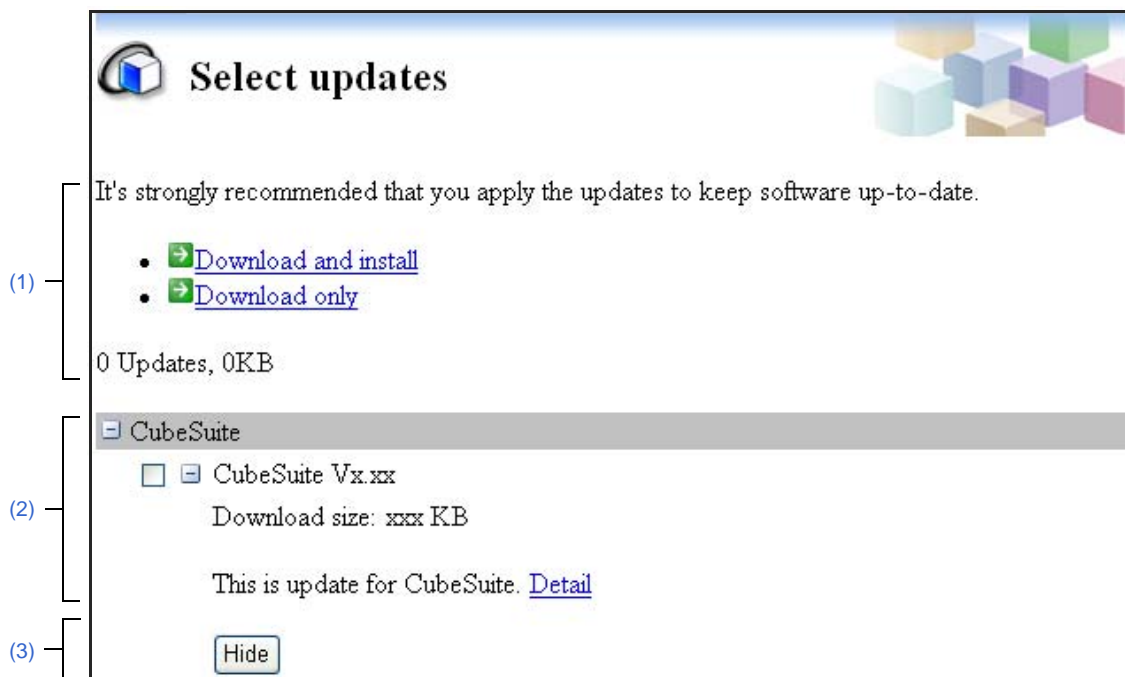 Select updates
(1)
It's strongly recommended that you apply the updates to keep software up-to-date.
Download and install
Download only
0 Updates, 0KB
(2)
CubeSuite
CubeSuite Vx.xx
Download size: xxx KB
This is update for CubeSuite. Detail
(3)
Hide